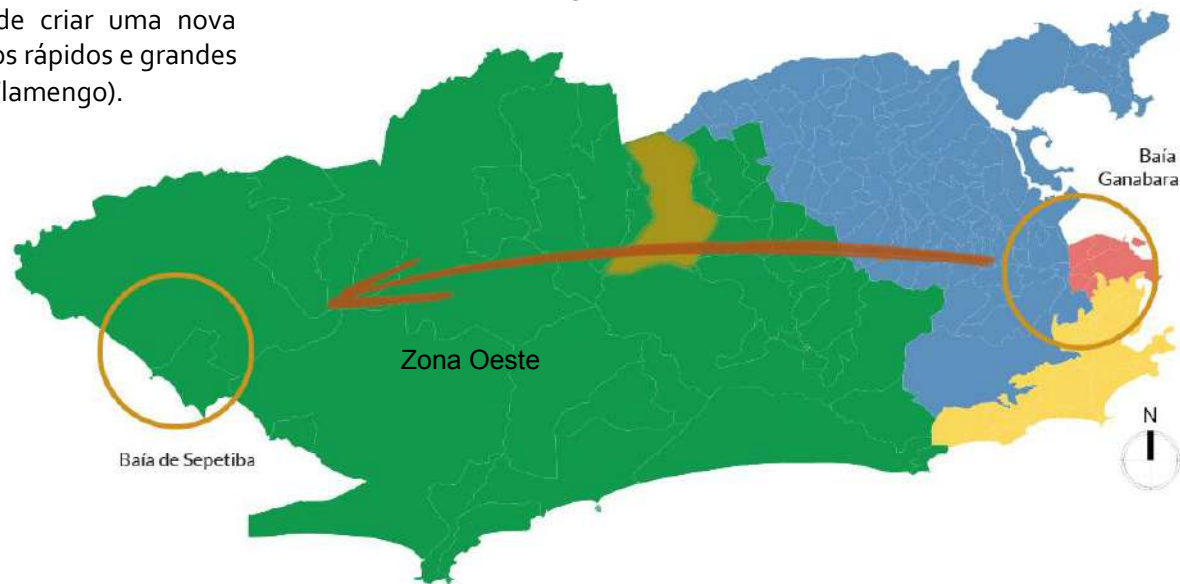 de criar uma nova
os rápidos e grandes
lamengo).
Baía
Ganabara
Zona Oeste
Baía de Sepetiba
N